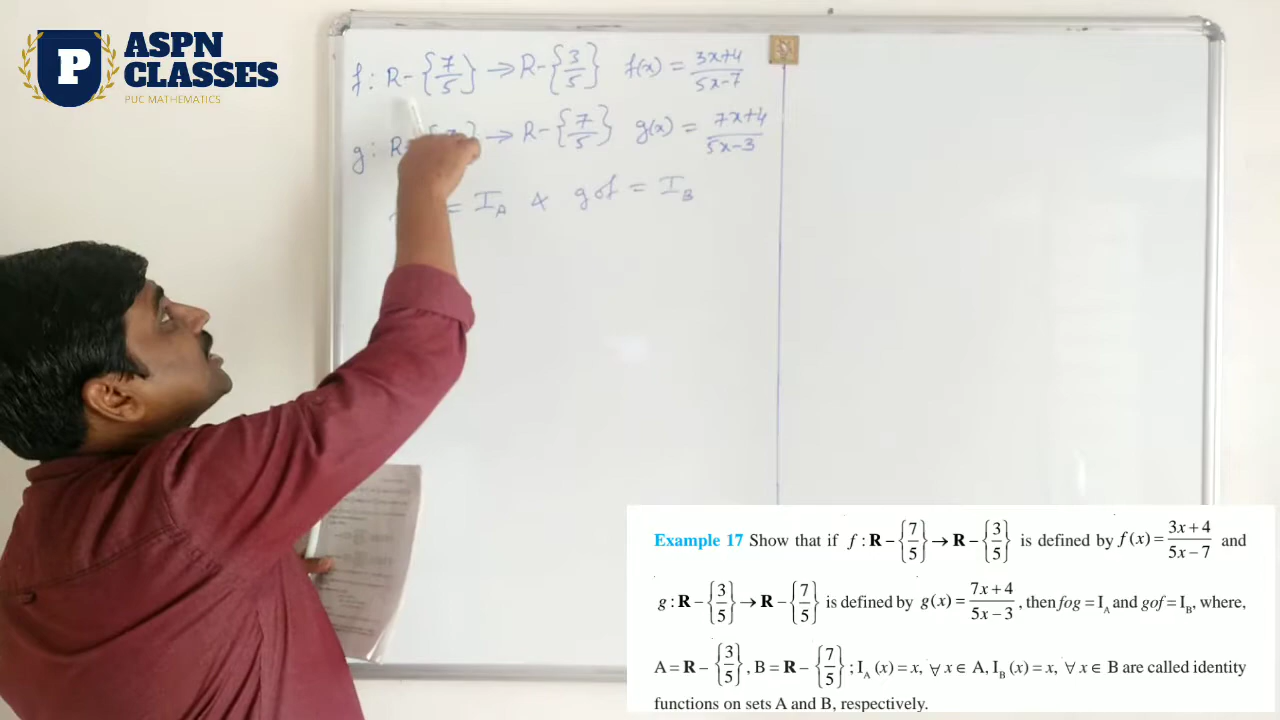 P
ASPN
CLASSES
PUC MATHEMATICS
f : R - {7/5} → R - {3/5} f(x) = 3x+4/5x-7
g : R → R - {7/5} g(x) = 7x+4/5x-3
= I_A & gof = I_B
Example 17 Show that if f : R – {7/5} → R – {3/5} is defined by f(x) = 3x + 4/5x – 7 and
g : R – {3/5} → R – {7/5} is defined by g(x) = 7x + 4/5x – 3, then fog = I_A and gof = I_B, where,
A = R – {3/5}, B = R – {7/5}; I_A (x) = x, ∀ x ∈ A, I_B (x) = x, ∀ x ∈ B are called identity
functions on sets A and B, respectively.